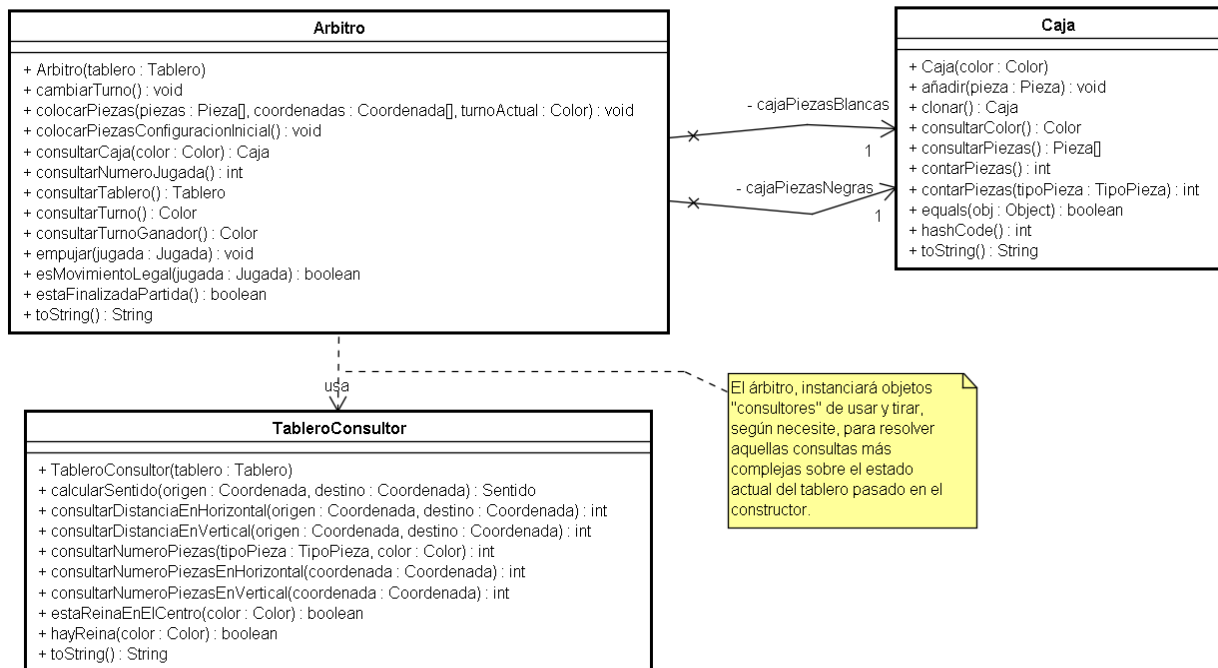 Arbitro
+ Arbitro(tablero : Tablero)
+ cambiarTurno() : void
+ colocarPiezas(piezas : Pieza[], coordenadas : Coordenada[], turnoActual : Color) : void
+ colocarPiezasConfiguracionInicial() : void
+ consultarCaja(color : Color) : Caja
+ consultarNumeroJugada() : int
+ consultarTablero() : Tablero
+ consultarTurno() : Color
+ consultarTurnoGanador() : Color
+ empujar(jugada : Jugada) : void
+ esMovimientoLegal(jugada : Jugada) : boolean
+ estaFinalizadaPartida() : boolean
+ toString() : String
- cajaPiezasBlancas
1
- cajaPiezasNegras
1
Caja
+ Caja(color : Color)
+ añadir(pieza : Pieza) : void
+ clonar() : Caja
+ consultarColor() : Color
+ consultarPiezas() : Pieza[]
+ contarPiezas() : int
+ contarPiezas(tipoPieza : TipoPieza) : int
+ equals(obj : Object) : boolean
+ hashCode() : int
+ toString() : String
usa
El árbitro, instanciará objetos
"consultores" de usar y tirar,
según necesite, para resolver
aquellas consultas más
complejas sobre el estado
actual del tablero pasado en el
constructor.
TableroConsultor
+ TableroConsultor(tablero : Tablero)
+ calcularSentido(origen : Coordenada, destino : Coordenada) : Sentido
+ consultarDistanciaEnHorizontal(origen : Coordenada, destino : Coordenada) : int
+ consultarDistanciaEnVertical(origen : Coordenada, destino : Coordenada) : int
+ consultarNumeroPiezas(tipoPieza : TipoPieza, color : Color) : int
+ consultarNumeroPiezasEnHorizontal(coordenada : Coordenada) : int
+ consultarNumeroPiezasEnVertical(coordenada : Coordenada) : int
+ estaReinaEnElCentro(color : Color) : boolean
+ hayReina(color : Color) : boolean
+ toString() : String